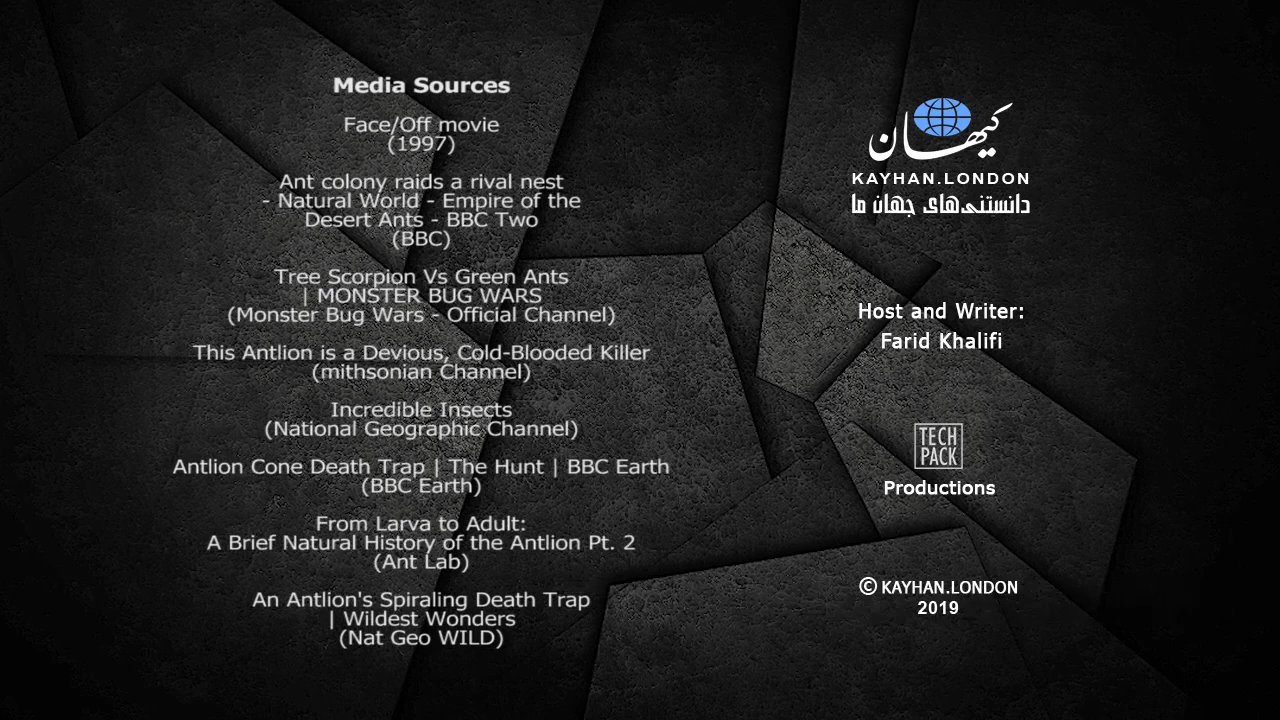 Media Sources
Face/Off movie
(1997)
Ant colony raids a rival nest
- Natural World - Empire of the
Desert Ants - BBC Two
(BBC)
Tree Scorpion Vs Green Ants
| MONSTER BUG WARS
(Monster Bug Wars - Official Channel)
This Antlion is a Devious, Cold-Blooded Killer
(mithsonian Channel)
Incredible Insects
(National Geographic Channel)
Antlion Cone Death Trap | The Hunt | BBC Earth
(BBC Earth)
From Larva to Adult:
A Brief Natural History of the Antlion Pt. 2
(Ant Lab)
An Antlion's Spiraling Death Trap
| Wildest Wonders
(Nat Geo WILD)
کیهان
KAYHAN.LONDON
دانستنی‌های جهان ما
Host and Writer:
Farid Khalifi
TECH
PACK
Productions
© KAYHAN.LONDON
2019